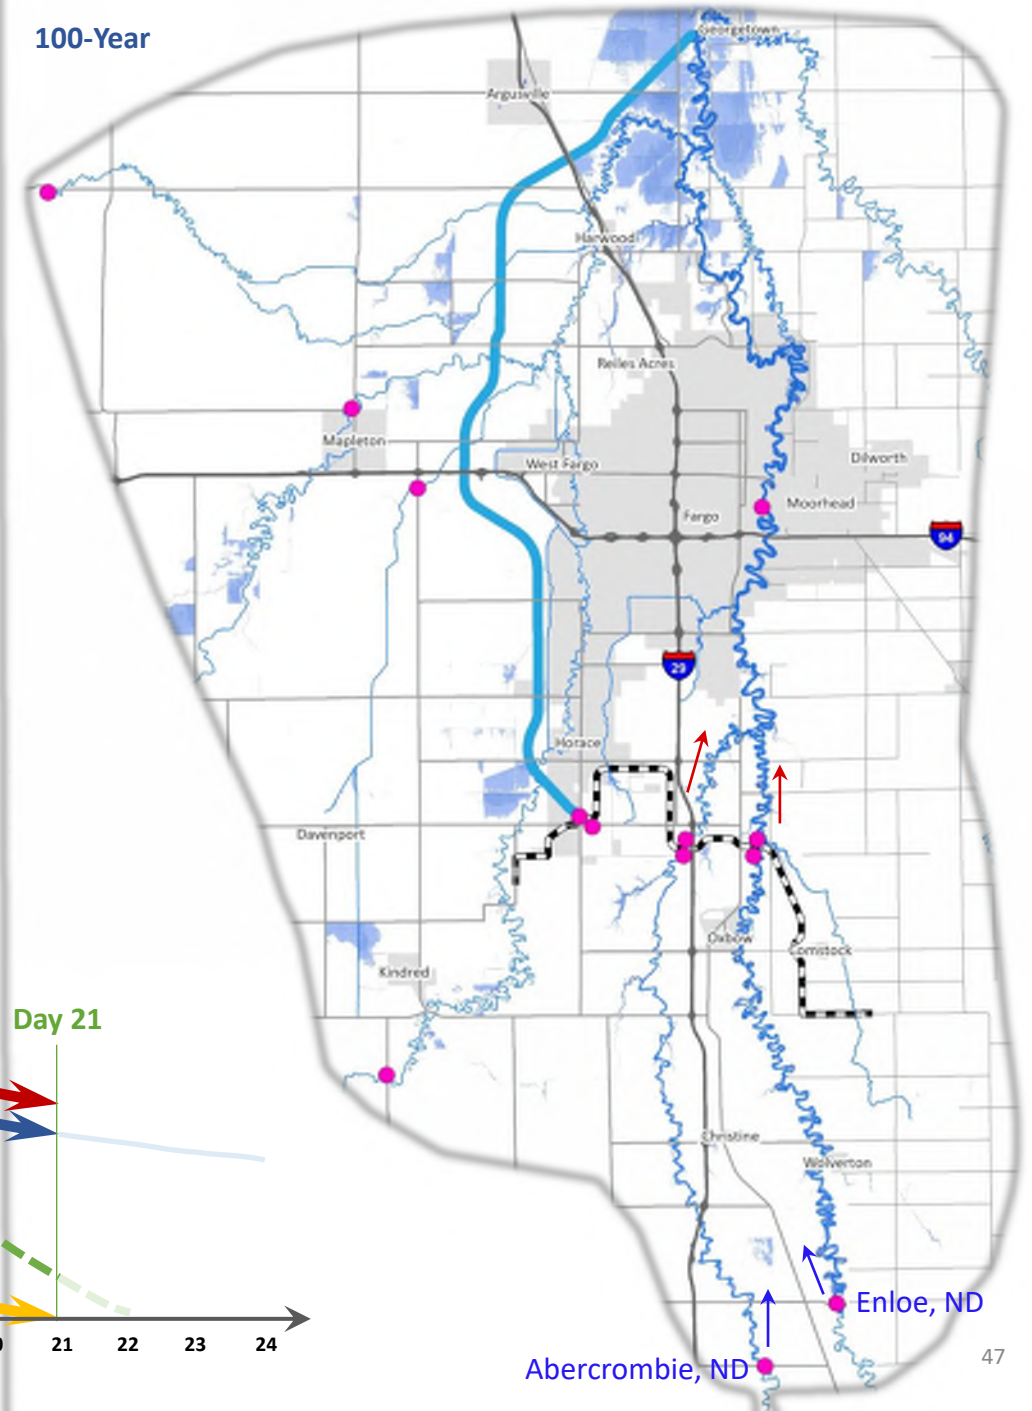 100-Year
Georgetown
Argusville
Harwood
Reiles Acres
Mapleton
West Fargo
Dilworth
Moorhead
Fargo
94
29
Horace
Davenport
Oxbow
Comstock
Kindred
Day 21
Christine
Wolverton
Enloe, ND
21 22 23 24
47
Abercrombie, ND